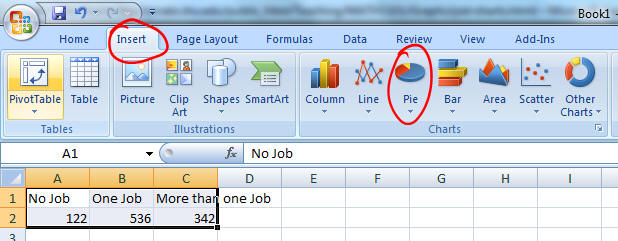 Book1 -
Home Insert Page Layout Formulas Data Review View Add-Ins
PivotTable Table Picture Clip Art Shapes SmartArt Column Line Pie Bar Area Scatter Other Charts
Tables Illustrations Charts
A1 fx No Job
A B C D E F G H I
1 No Job One Job More than one Job
2 122 536 342